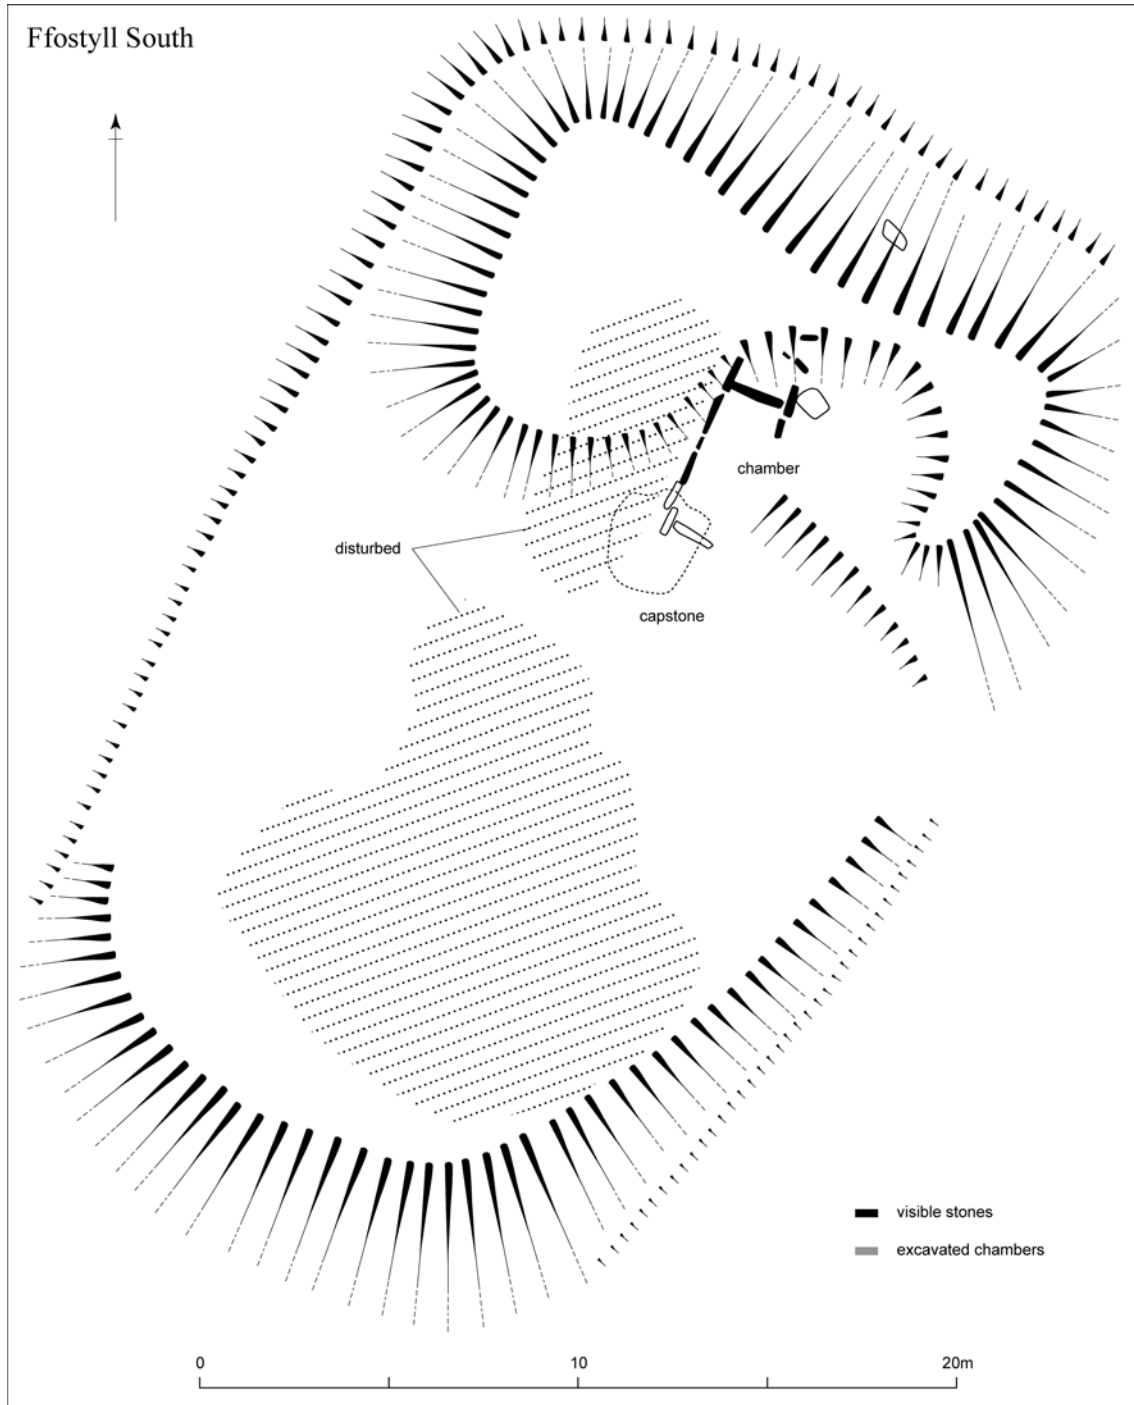 Ffostyll South
chamber
disturbed
capstone
visible stones
excavated chambers
0 10 20m